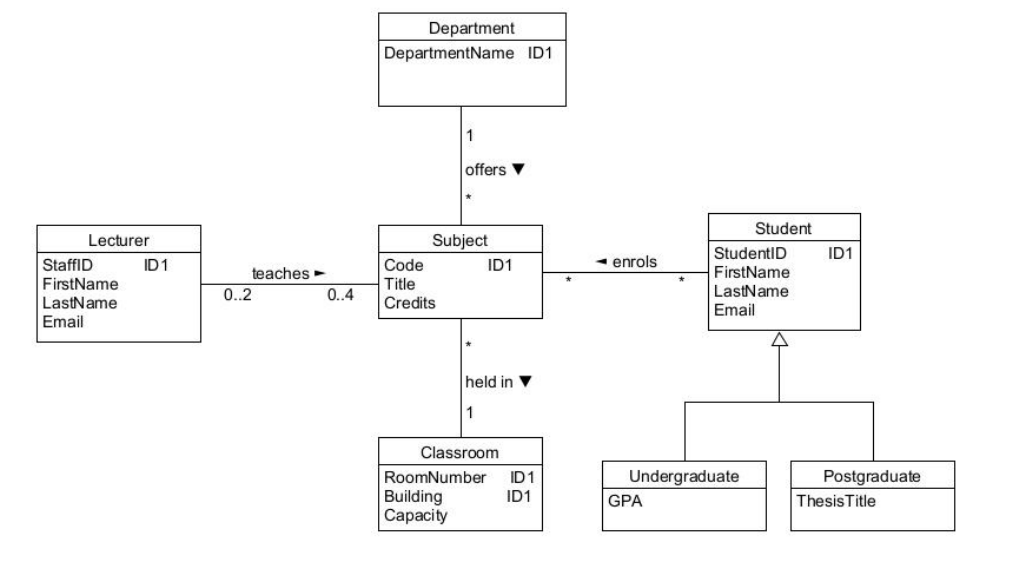 Department
DepartmentName ID1
1
offers ▼
*
Lecturer
StaffID ID1
FirstName
LastName
Email
teaches ►
0..2 0..4
Subject
Code ID1
Title
Credits
◄ enrols
* *
Student
StudentID ID1
FirstName
LastName
Email
*
held in ▼
1
Classroom
RoomNumber ID1
Building ID1
Capacity
Undergraduate
GPA
Postgraduate
ThesisTitle